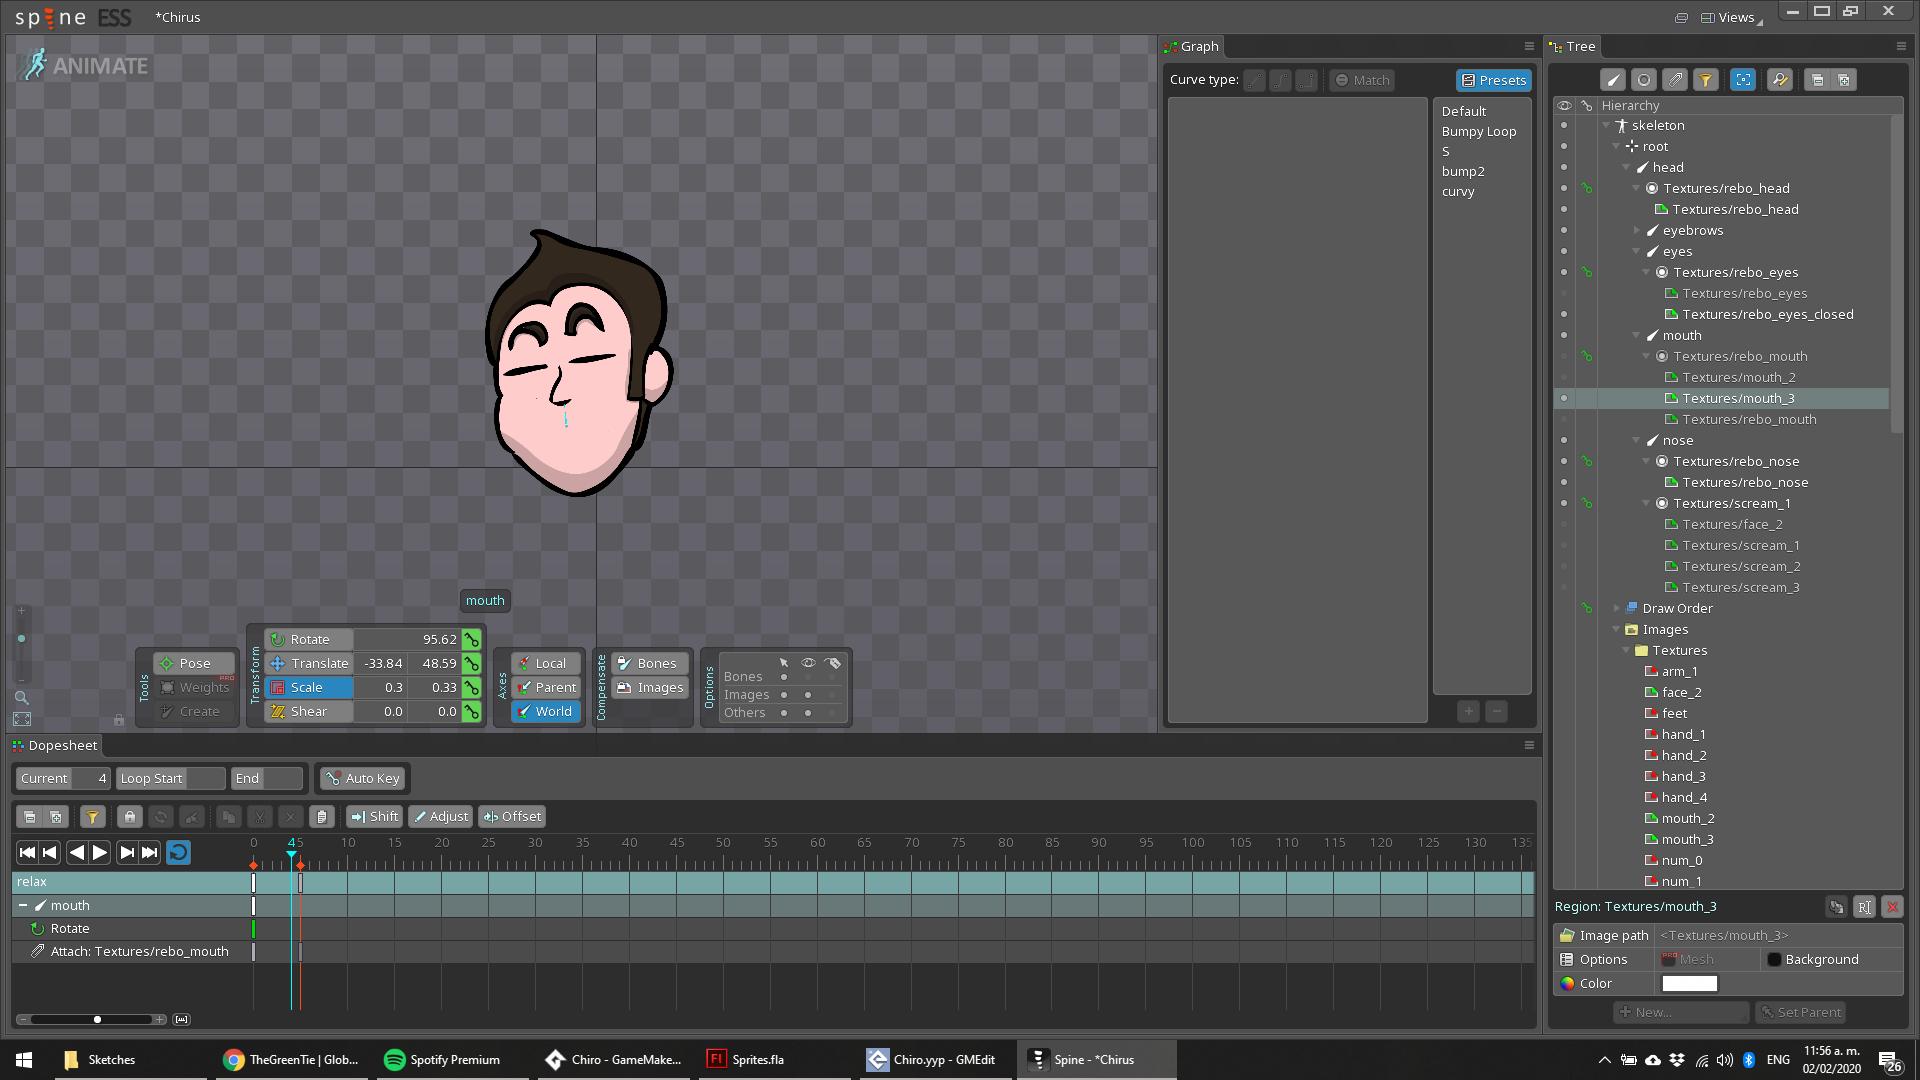 spine ESS
*Chirus
Views
ANIMATE
Graph
Curve type:
Match
Presets
Default
Bumpy Loop
S
bump2
curvy
Tree
Hierarchy
skeleton
root
head
Textures/rebo_head
Textures/rebo_head
eyebrows
eyes
Textures/rebo_eyes
Textures/rebo_eyes
Textures/rebo_eyes_closed
mouth
Textures/rebo_mouth
Textures/mouth_2
Textures/mouth_3
Textures/rebo_mouth
nose
Textures/rebo_nose
Textures/rebo_nose
Textures/scream_1
Textures/face_2
Textures/scream_1
Textures/scream_2
Textures/scream_3
Draw Order
Images
Textures
arm_1
face_2
feet
hand_1
hand_2
hand_3
hand_4
mouth_2
mouth_3
num_0
num_1
Region: Textures/mouth_3
Image path <Textures/mouth_3>
Options PRO Mesh Background
Color
New... Set Parent
mouth
Tools
Pose
Weights PRO
Create
Transform
Rotate 95.62
Translate -33.84 48.59
Scale 0.3 0.33
Shear 0.0 0.0
Axes
Local
Parent
World
Compensate
Bones
Images
Options
Bones
Images
Others
Dopesheet
Current 4 Loop Start End Auto Key
Shift Adjust Offset
0 4 5 10 15 20 25 30 35 40 45 50 55 60 65 70 75 80 85 90 95 100 105 110 115 120 125 130 135
relax
mouth
Rotate
Attach: Textures/rebo_mouth
Sketches
TheGreenTie | Glob...
Spotify Premium
Chiro - GameMake...
Fl Sprites.fla
Chiro.yyp - GMEdit
Spine - *Chirus
ENG
11:56 a. m.
02/02/2020
26